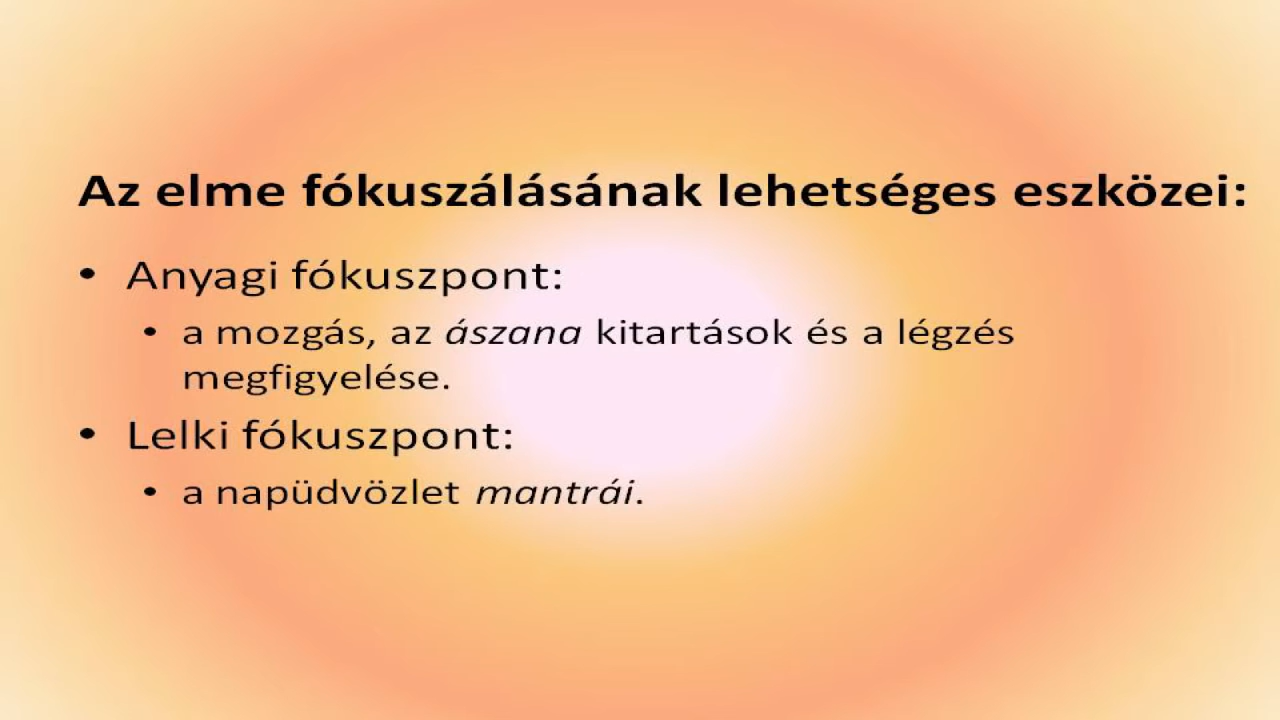 Az elme fókuszálásának lehetséges eszközei:
• Anyagi fókuszpont:
• a mozgás, az ászana kitartások és a légzés
megfigyelése.
• Lelki fókuszpont:
• a napüdvözlet mantrái.